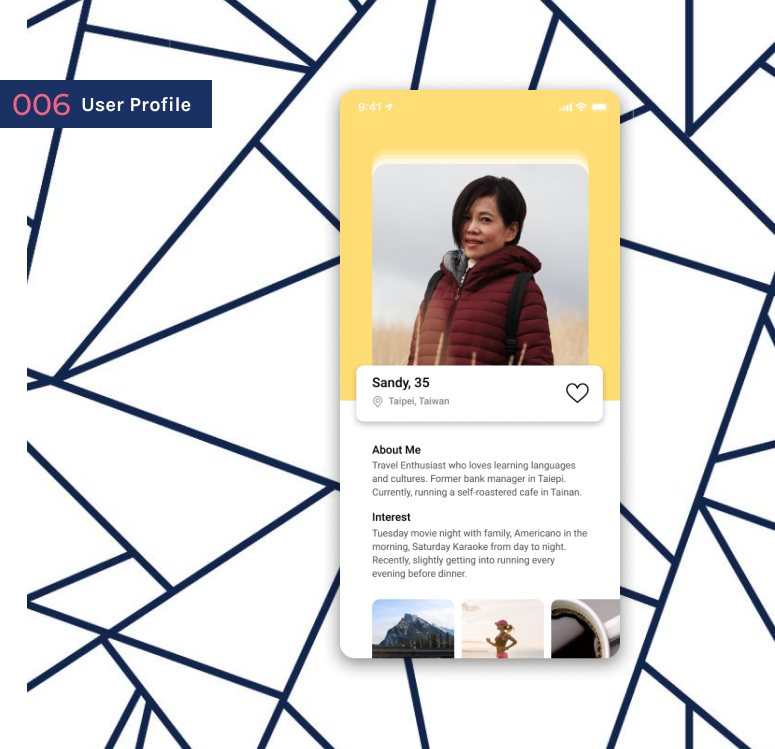 006 User Profile
9:41
Sandy, 35
Taipei, Taiwan
About Me
Travel Enthusiast who loves learning languages
and cultures. Former bank manager in Taiepi.
Currently, running a self-roastered cafe in Tainan.
Interest
Tuesday movie night with family, Americano in the
morning, Saturday Karaoke from day to night.
Recently, slightly getting into running every
evening before dinner.